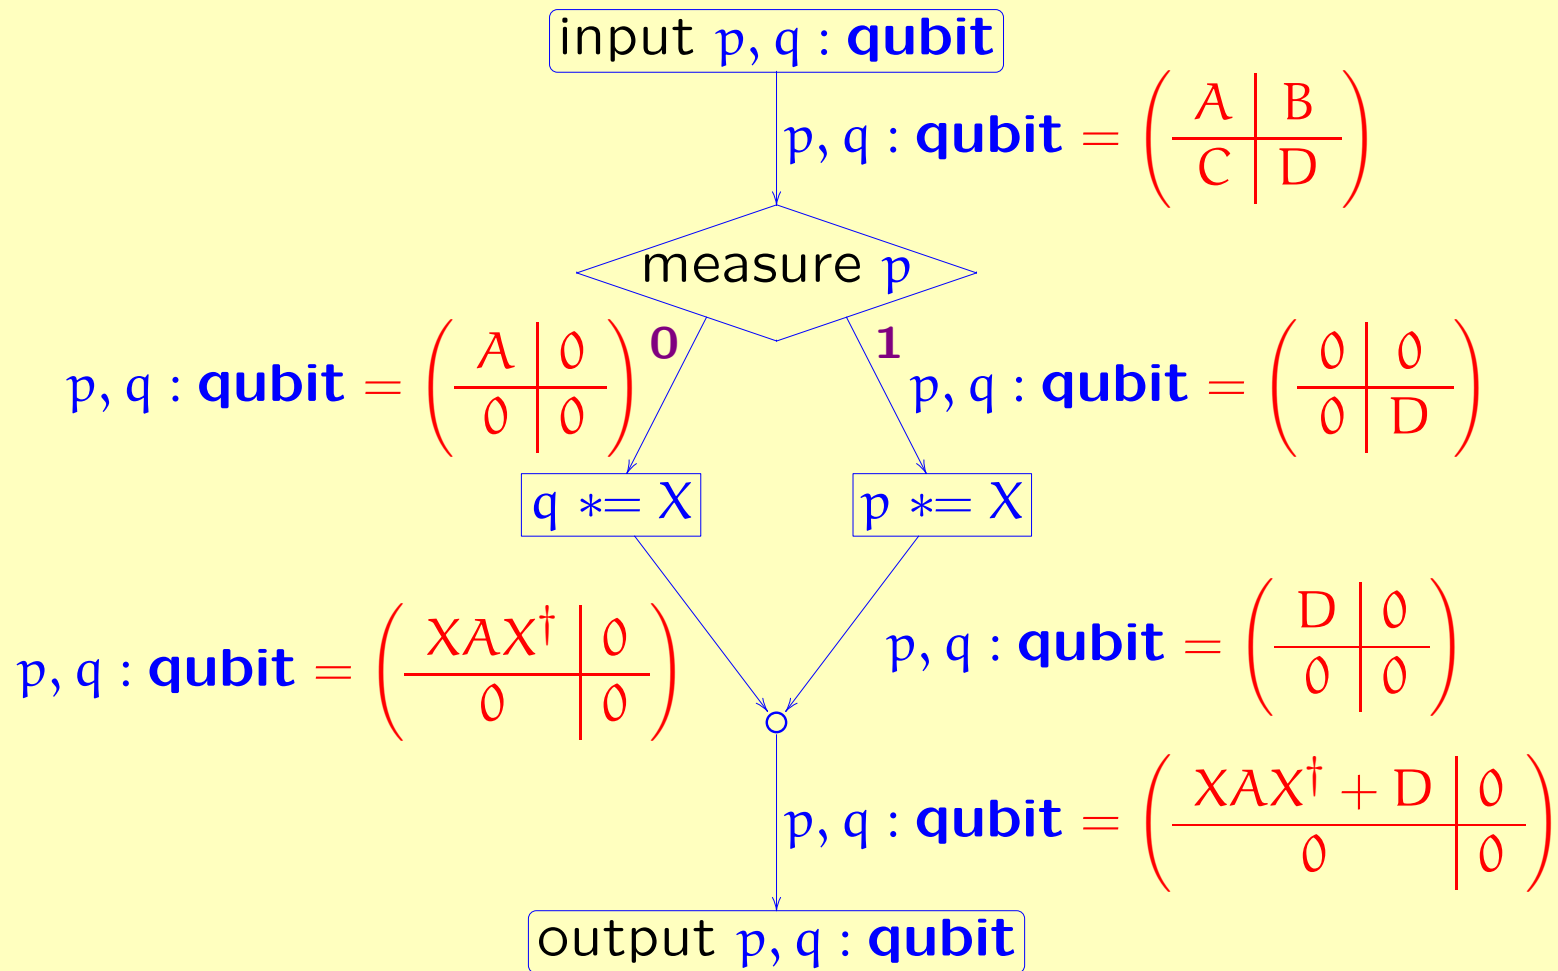 input p, q : qubit
p, q : qubit = ( A | B / C | D )
measure p
0
1
p, q : qubit = ( A | 0 / 0 | 0 )
p, q : qubit = ( 0 | 0 / 0 | D )
q *= X
p *= X
p, q : qubit = ( D | 0 / 0 | 0 )
p, q : qubit = ( XAX† | 0 / 0 | 0 )
p, q : qubit = ( XAX† + D | 0 / 0 | 0 )
output p, q : qubit